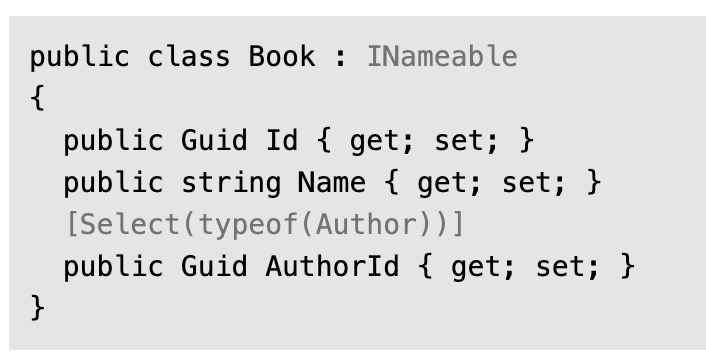 public class Book : INameable
{
  public Guid Id { get; set; }
  public string Name { get; set; }
  [Select(typeof(Author))]
  public Guid AuthorId { get; set; }
}